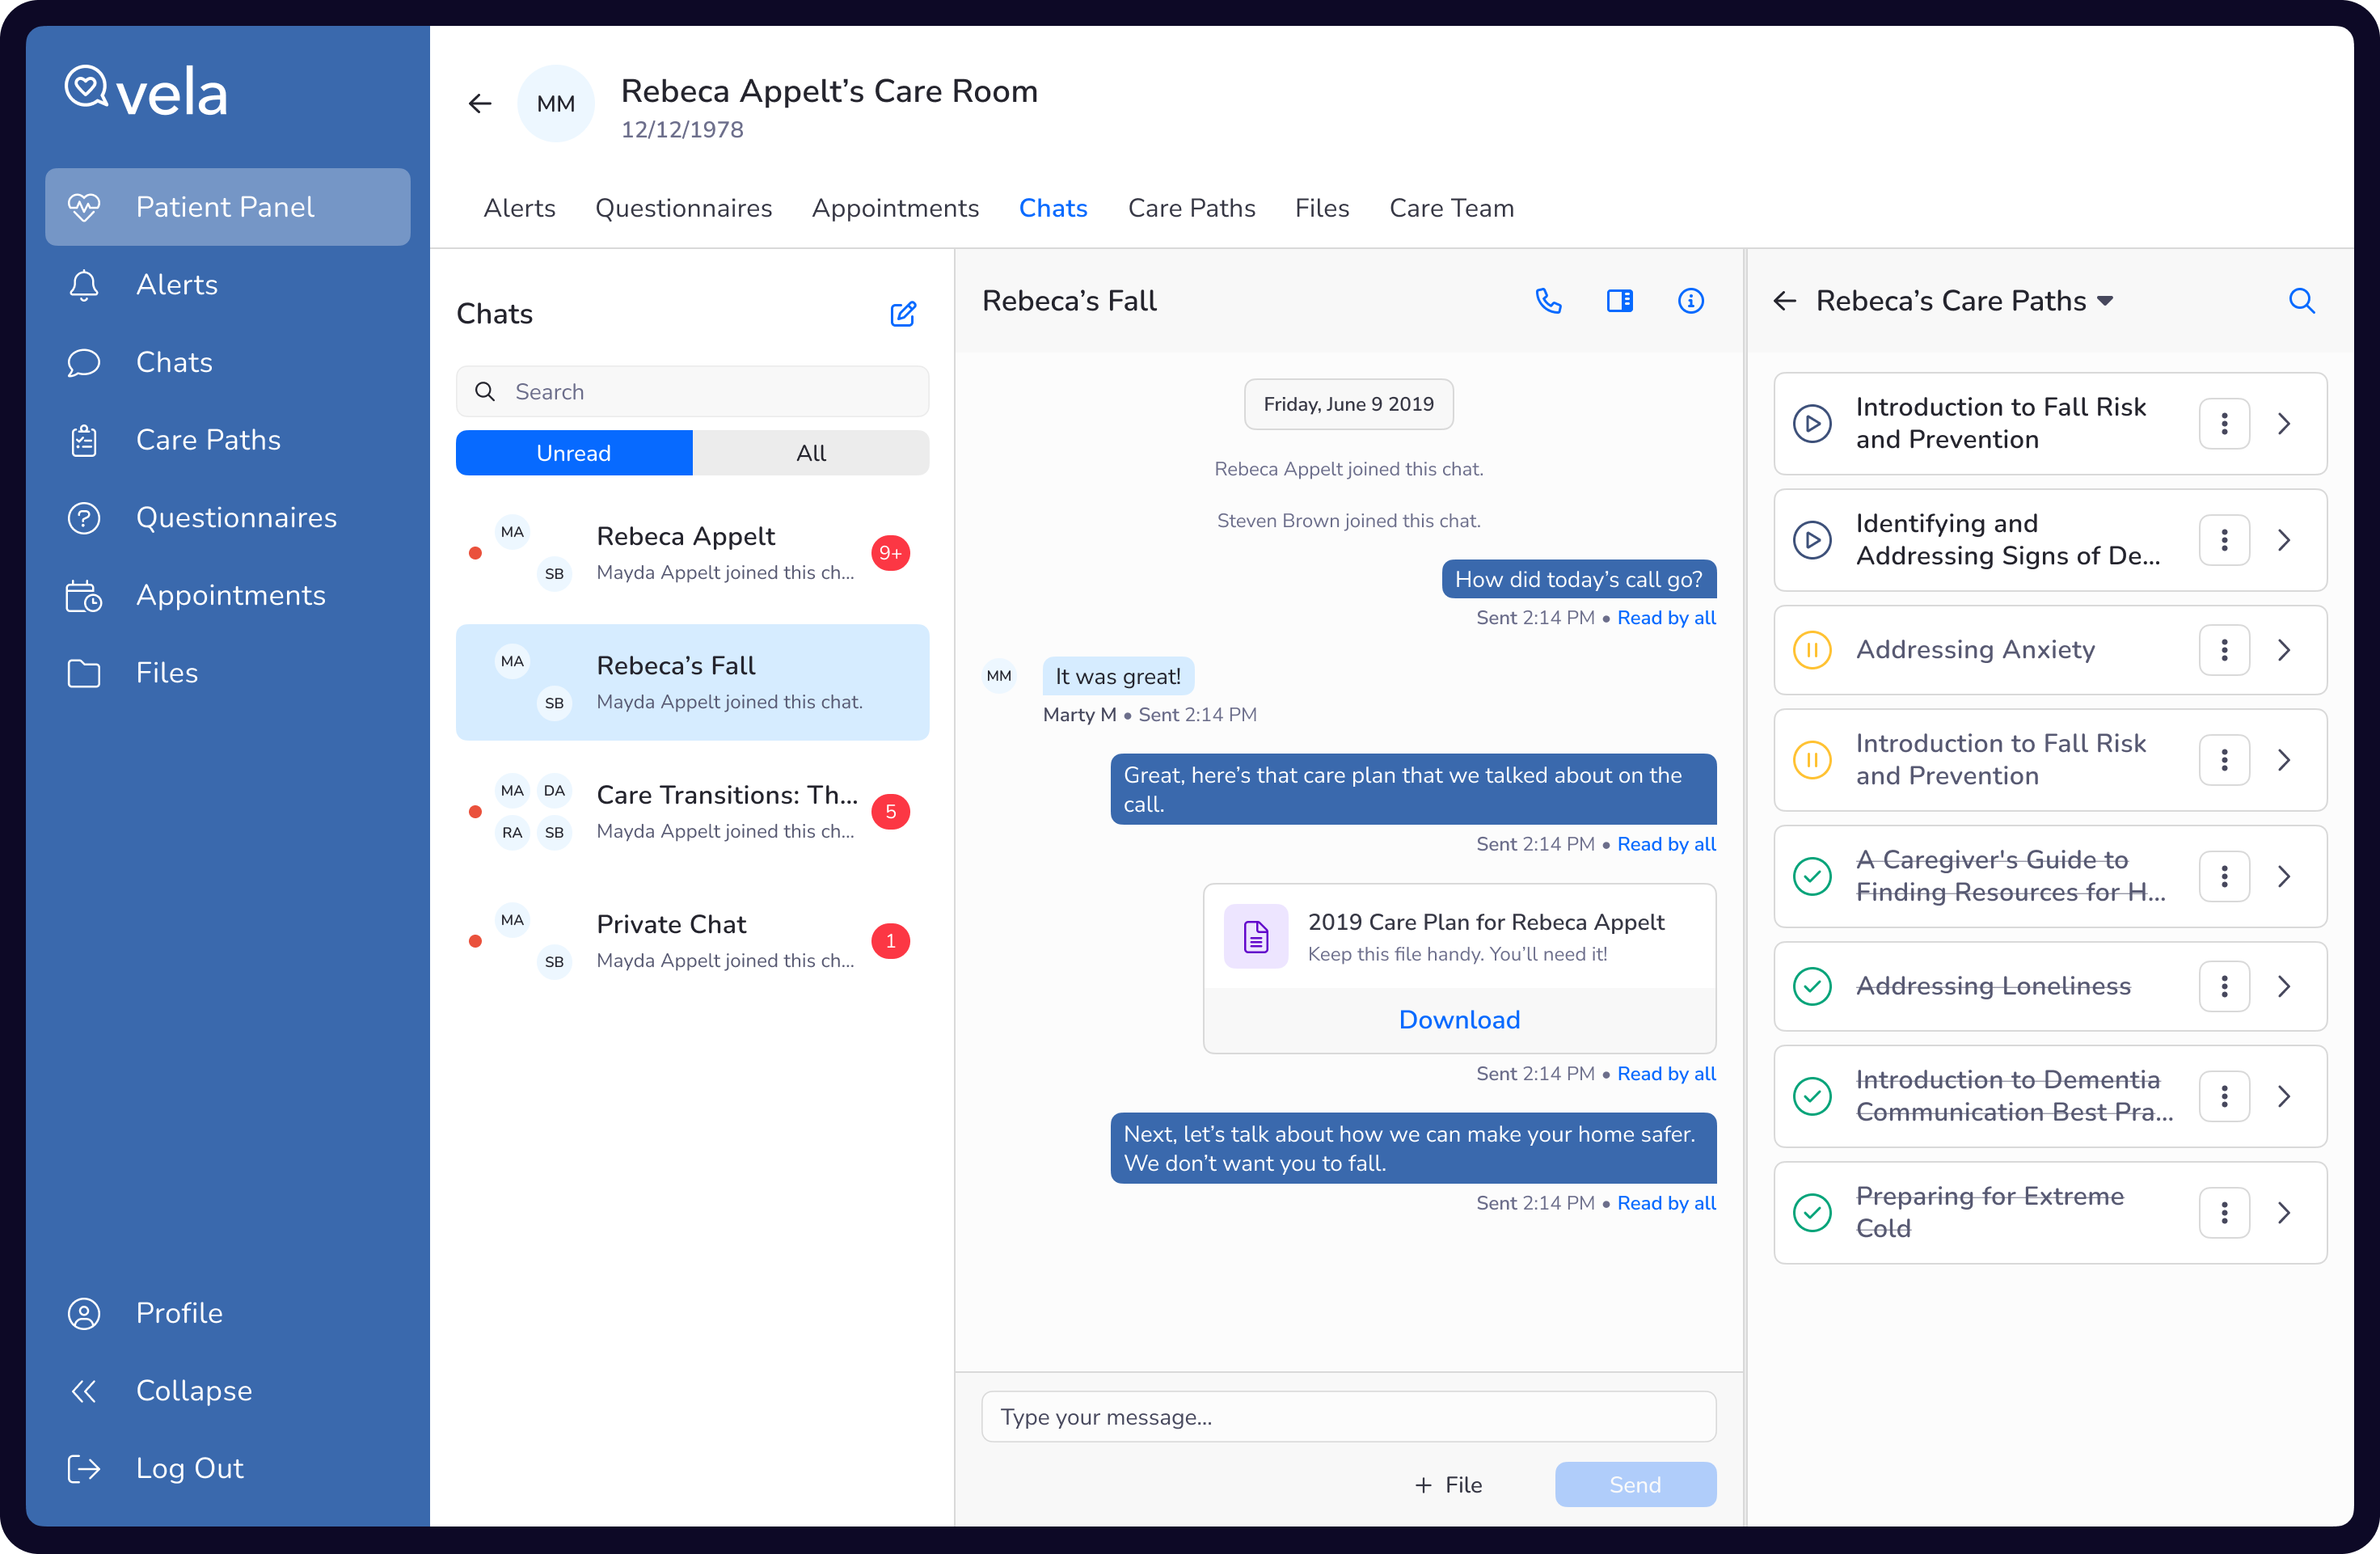 vela
Patient Panel
Alerts
Chats
Care Paths
Questionnaires
Appointments
Files
Profile
Collapse
Log Out
MM
Rebeca Appelt’s Care Room
12/12/1978
Alerts
Questionnaires
Appointments
Chats
Care Paths
Files
Care Team
Chats
Search
Unread
All
MA
SB
Rebeca Appelt
Mayda Appelt joined this ch...
9+
MA
SB
Rebeca’s Fall
Mayda Appelt joined this chat.
MA
DA
RA
SB
Care Transitions: Th...
Mayda Appelt joined this ch...
5
MA
SB
Private Chat
Mayda Appelt joined this ch...
1
Rebeca’s Fall
Friday, June 9 2019
Rebeca Appelt joined this chat.
Steven Brown joined this chat.
How did today’s call go?
Sent 2:14 PM • Read by all
MM
It was great!
Marty M • Sent 2:14 PM
Great, here’s that care plan that we talked about on the
call.
Sent 2:14 PM • Read by all
2019 Care Plan for Rebeca Appelt
Keep this file handy. You’ll need it!
Download
Sent 2:14 PM • Read by all
Next, let’s talk about how we can make your home safer.
We don’t want you to fall.
Sent 2:14 PM • Read by all
Type your message...
+ File
Send
Rebeca’s Care Paths
Introduction to Fall Risk
and Prevention
Identifying and
Addressing Signs of De...
Addressing Anxiety
Introduction to Fall Risk
and Prevention
A Caregiver's Guide to
Finding Resources for H...
Addressing Loneliness
Introduction to Dementia
Communication Best Pra...
Preparing for Extreme
Cold